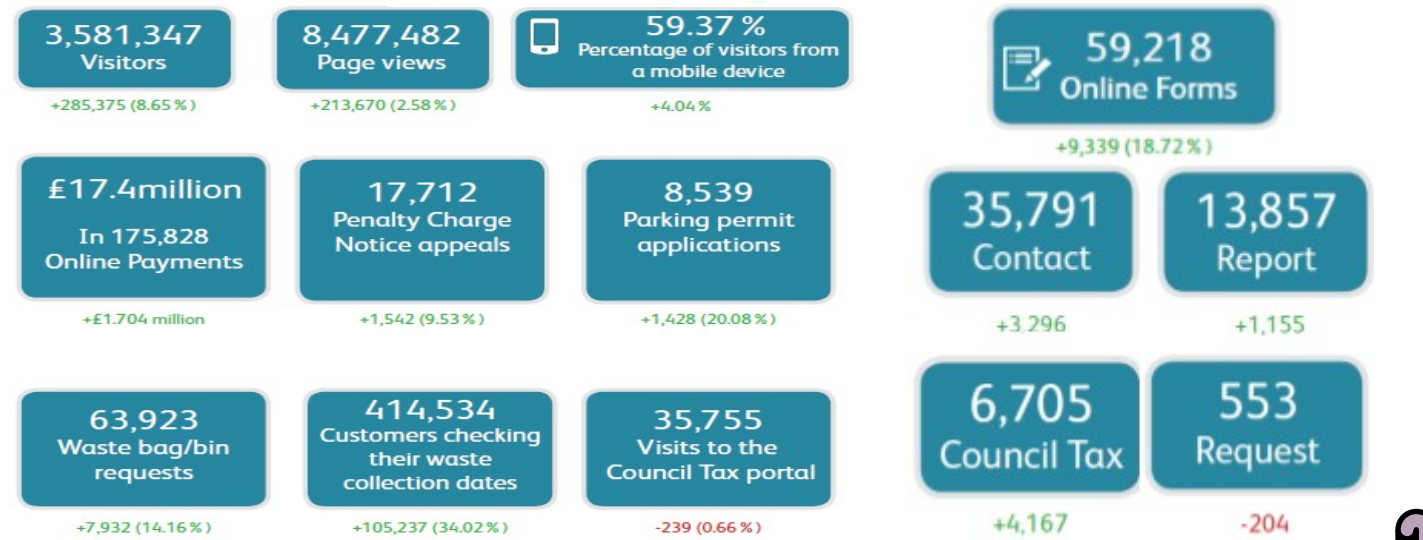 3,581,347
Visitors
+285,375 (8.65%)
8,477,482
Page views
+213,670 (2.58%)
59.37%
Percentage of visitors from
a mobile device
+4.04%
59,218
Online Forms
+9,339 (18.72%)
£17.4million
In 175,828
Online Payments
+£1.704 million
17,712
Penalty Charge
Notice appeals
+1,542 (9.53%)
8,539
Parking permit
applications
+1,428 (20.08%)
35,791
Contact
+3,296
13,857
Report
+1,155
63,923
Waste bag/bin
requests
+7,932 (14.16%)
414,534
Customers checking
their waste
collection dates
+105,237 (34.02%)
35,755
Visits to the
Council Tax portal
-239 (0.66%)
6,705
Council Tax
+4,167
553
Request
-204